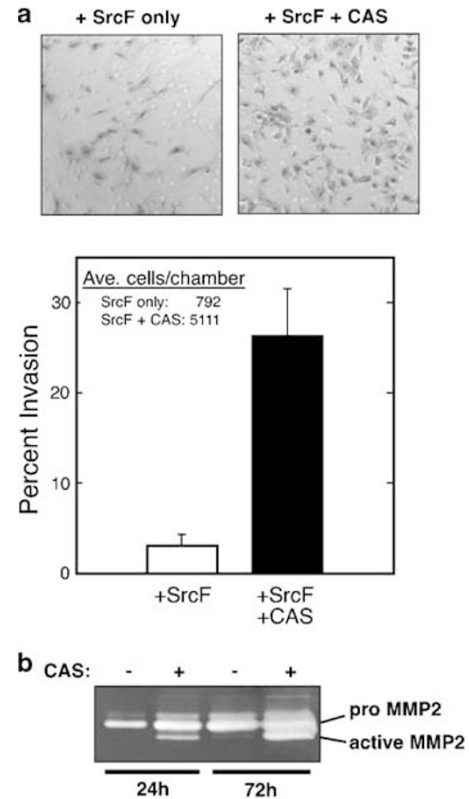 a
+ SrcF only
+ SrcF + CAS
Percent Invasion
30
20
10
0
Ave. cells/chamber
SrcF only: 792
SrcF + CAS: 5111
+SrcF
+SrcF
+CAS
b
CAS: - + - +
pro MMP2
active MMP2
24h 72h